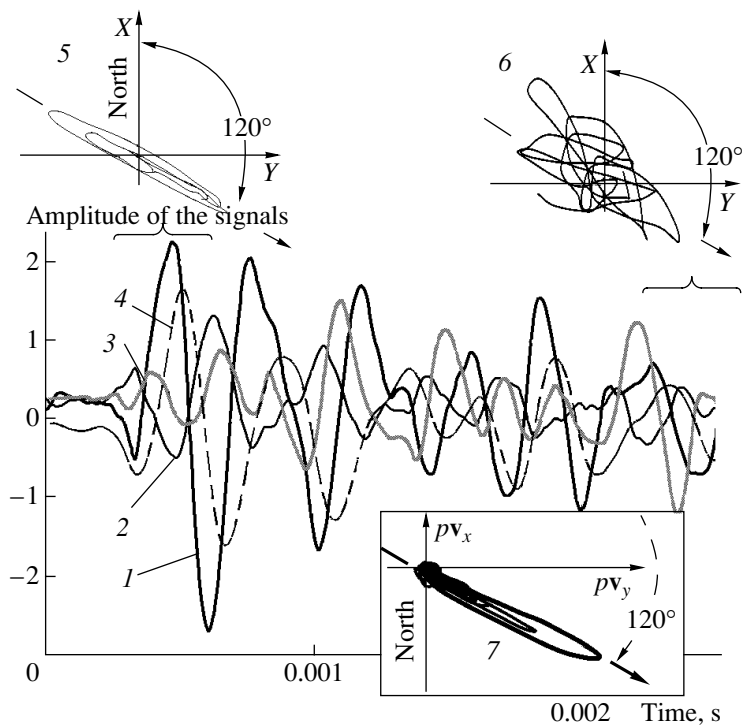 X
5
North
120°
Y
6
X
120°
Y
Amplitude of the signals
2
4
1
3
0
−1
2
−2
1
pv_x
pv_y
120°
North
7
0
0.001
0.002
Time, s